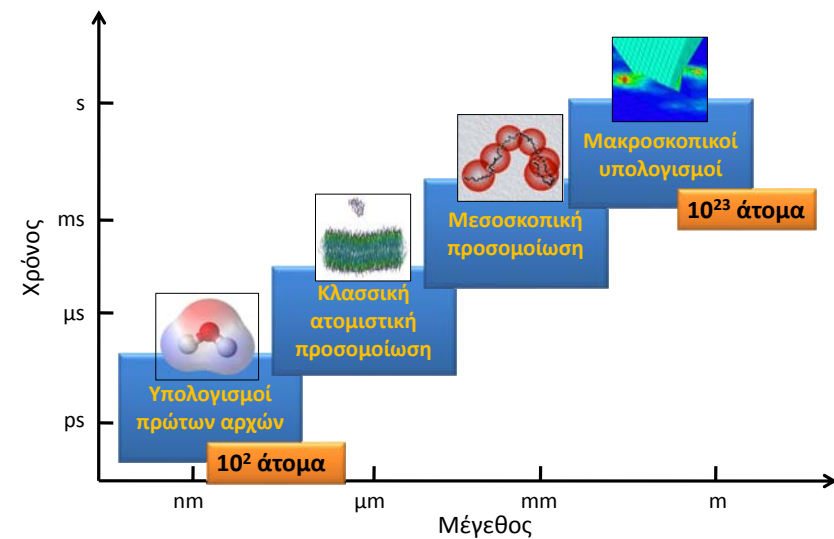 Χρόνος
s
ms
μs
ps
Μακροσκοπικοί
υπολογισμοί
10²³ άτομα
Μεσοσκοπική
προσομοίωση
Κλασσική
ατομιστική
προσομοίωση
Υπολογισμοί
πρώτων αρχών
10² άτομα
nm
μm
mm
m
Μέγεθος